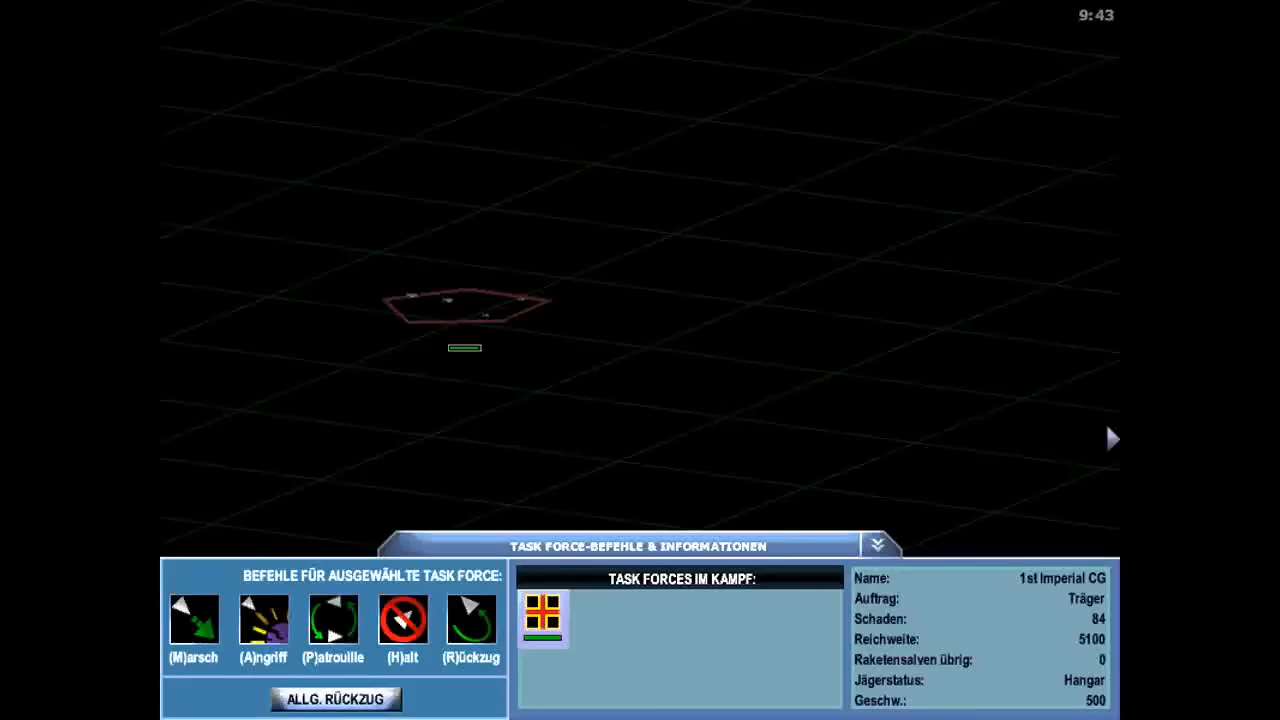 9:43
TASK FORCE-BEFEHLE & INFORMATIONEN
BEFEHLE FÜR AUSGEWÄHLTE TASK FORCE:
(M)arsch (A)ngriff (P)atrouille (H)alt (R)ückzug
ALLG. RÜCKZUG
TASK FORCES IM KAMPF:
Name: 1st Imperial CG
Auftrag: Träger
Schaden: 84
Reichweite: 5100
Raketensalven übrig: 0
Jägerstatus: Hangar
Geschw.: 500